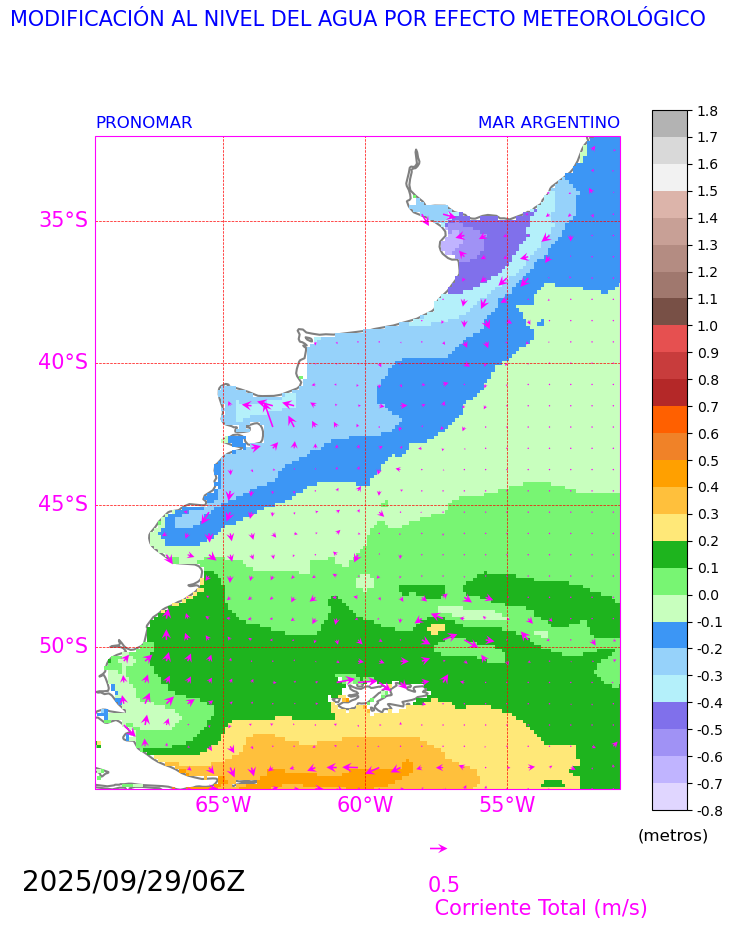 MODIFICACIÓN AL NIVEL DEL AGUA POR EFECTO METEOROLÓGICO
PRONOMAR MAR ARGENTINO
35°S
40°S
45°S
50°S
65°W 60°W 55°W
1.8
1.7
1.6
1.5
1.4
1.3
1.2
1.1
1.0
0.9
0.8
0.7
0.6
0.5
0.4
0.3
0.2
0.1
0.0
-0.1
-0.2
-0.3
-0.4
-0.5
-0.6
-0.7
-0.8
(metros)
2025/09/29/06Z
0.5
Corriente Total (m/s)